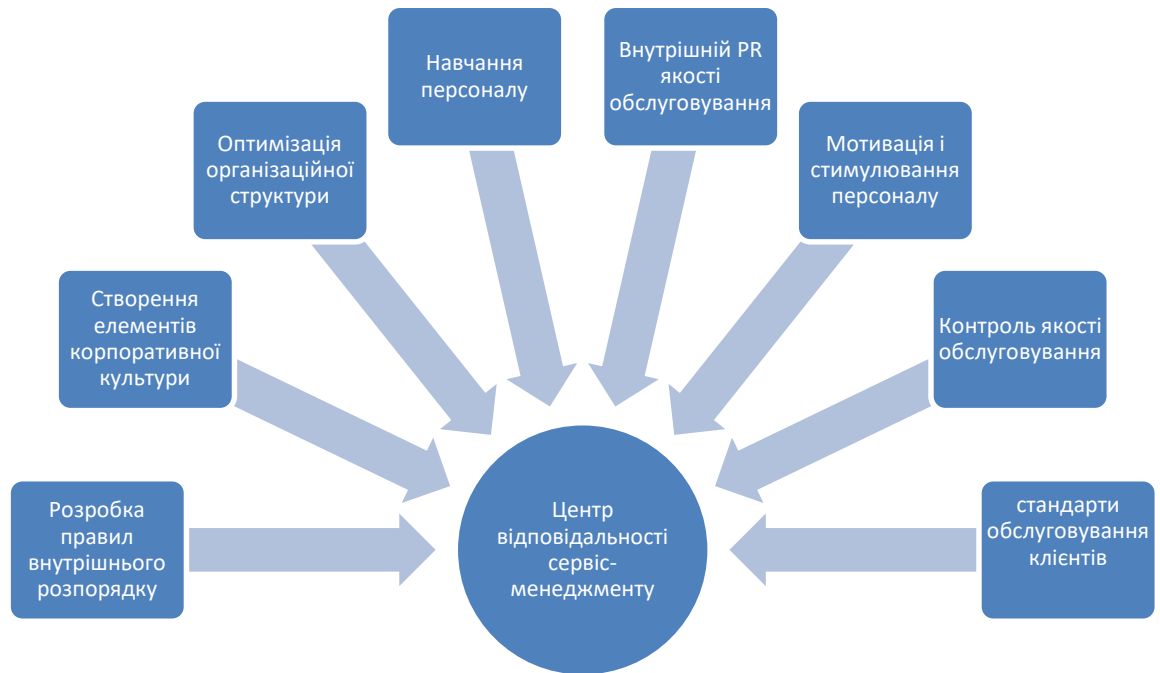 Навчання
персоналу
Внутрішній PR
якості
обслуговування
Оптимізація
організаційної
структури
Мотивація і
стимулювання
персоналу
Створення
елементів
корпоративної
культури
Контроль якості
обслуговування
Розробка
правил
внутрішнього
розпорядку
Центр
відповідальності
сервіс-
менеджменту
стандарти
обслуговування
клієнтів